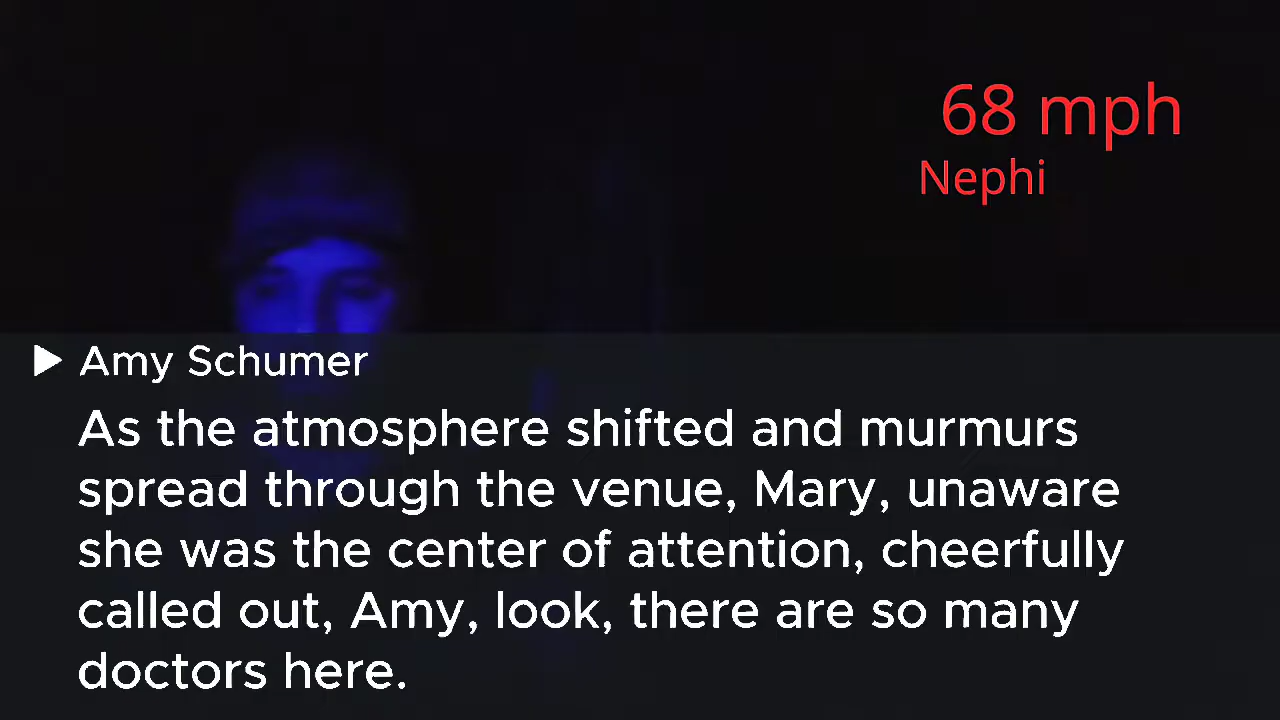 68 mph
Nephi
▶ Amy Schumer
As the atmosphere shifted and murmurs
spread through the venue, Mary, unaware
she was the center of attention, cheerfully
called out, Amy, look, there are so many
doctors here.